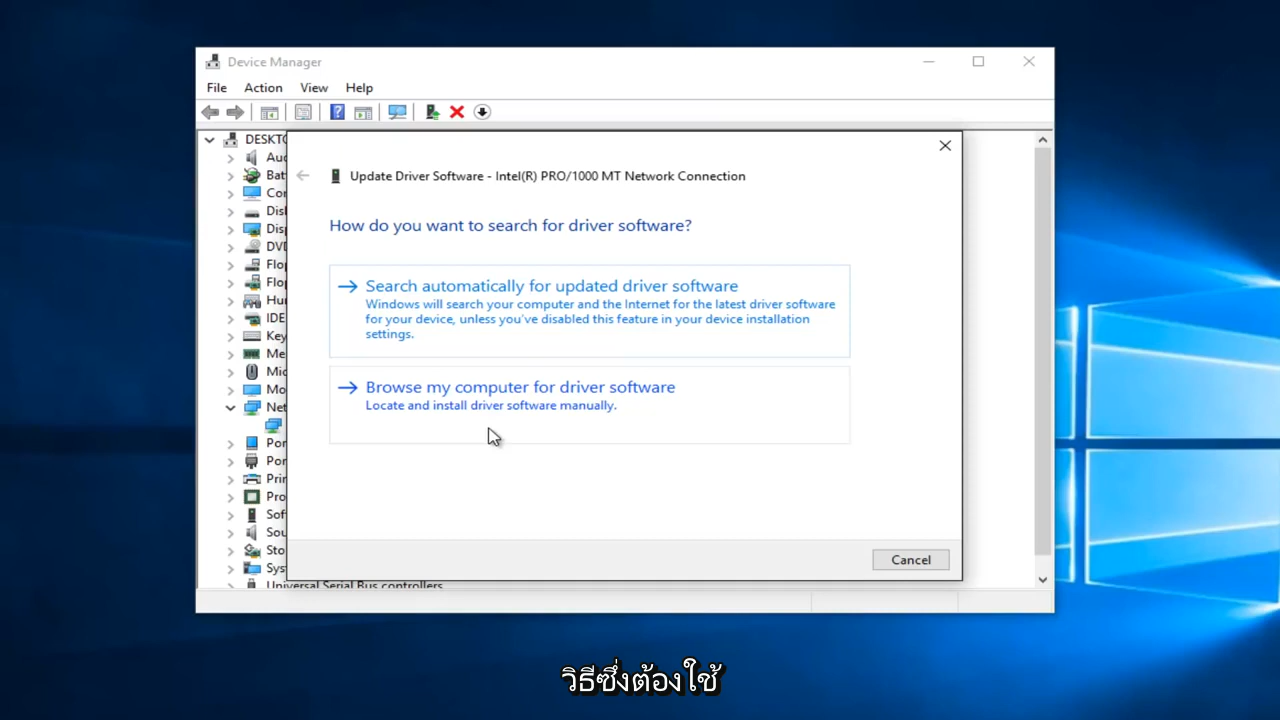 Device Manager
File Action View Help
DESKTO
Update Driver Software - Intel(R) PRO/1000 MT Network Connection
How do you want to search for driver software?
Search automatically for updated driver software
Windows will search your computer and the Internet for the latest driver software
for your device, unless you've disabled this feature in your device installation
settings.
Browse my computer for driver software
Locate and install driver software manually.
Cancel
Aud
Bat
Con
Disk
Disp
DVD
Flop
Flop
Hun
IDE
Key
Me
Mic
Mo
Net
Por
Por
Prin
Pro
Soft
Sou
Sto
Sys
Universal Serial Bus controllers
วิธีซึ่งต้องใช้